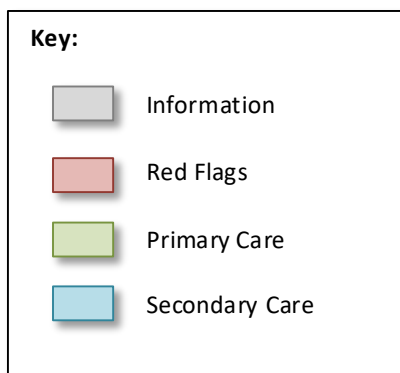 Key:
Information
Red Flags
Primary Care
Secondary Care